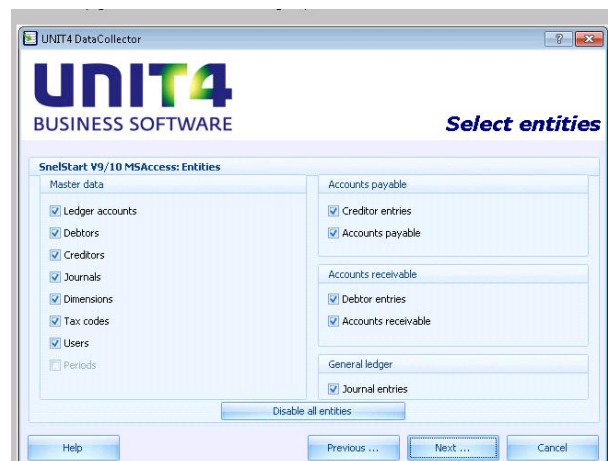 UNIT4 DataCollector
UNIT4
BUSINESS SOFTWARE
Select entities
SnelStart V9/10 MSAccess: Entities
Master data
Ledger accounts
Debtors
Creditors
Journals
Dimensions
Tax codes
Users
Periods
Accounts payable
Creditor entries
Accounts payable
Accounts receivable
Debtor entries
Accounts receivable
General ledger
Journal entries
Disable all entities
Help
Previous ...
Next ...
Cancel